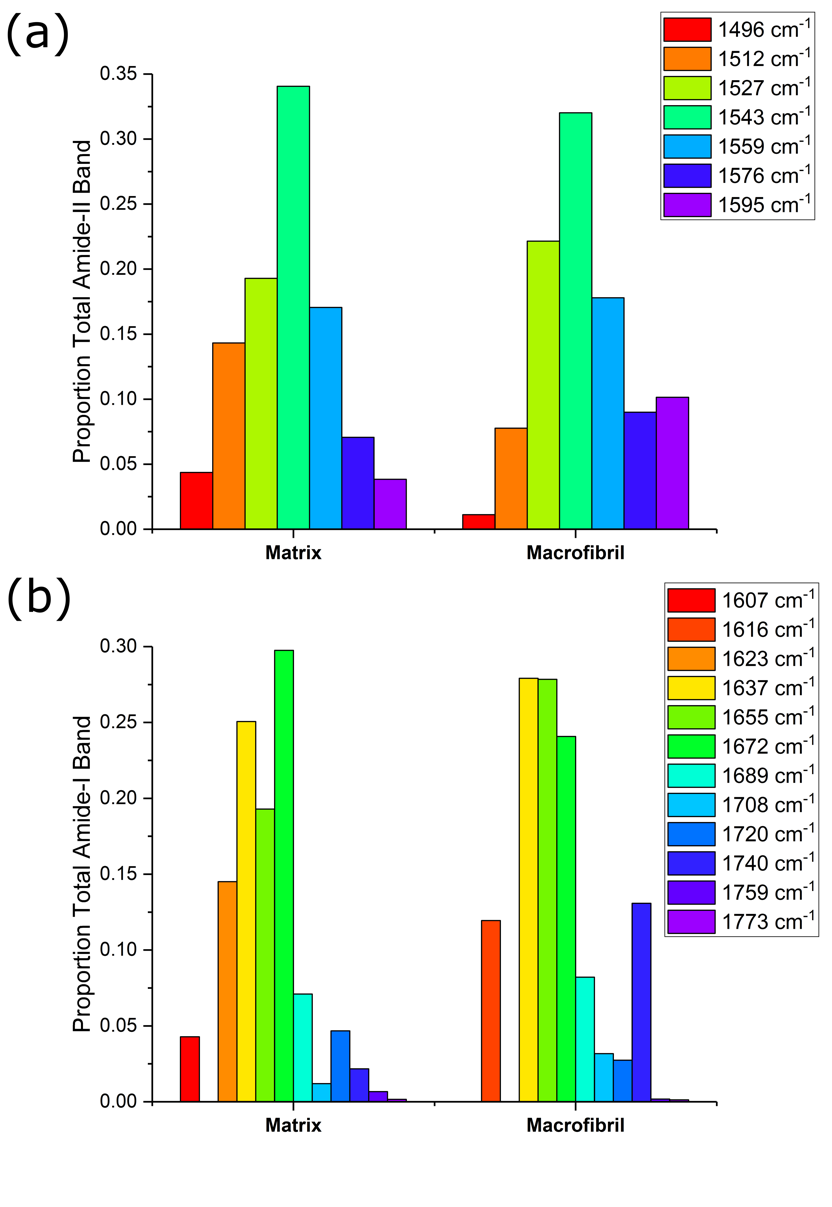 (a)
1496 cm⁻¹
1512 cm⁻¹
1527 cm⁻¹
1543 cm⁻¹
1559 cm⁻¹
1576 cm⁻¹
1595 cm⁻¹
Proportion Total Amide-II Band
0.35
0.30
0.25
0.20
0.15
0.10
0.05
0.00
Matrix
Macrofibril
(b)
1607 cm⁻¹
1616 cm⁻¹
1623 cm⁻¹
1637 cm⁻¹
1655 cm⁻¹
1672 cm⁻¹
1689 cm⁻¹
1708 cm⁻¹
1720 cm⁻¹
1740 cm⁻¹
1759 cm⁻¹
1773 cm⁻¹
Proportion Total Amide-I Band
0.30
0.25
0.20
0.15
0.10
0.05
0.00
Matrix
Macrofibril